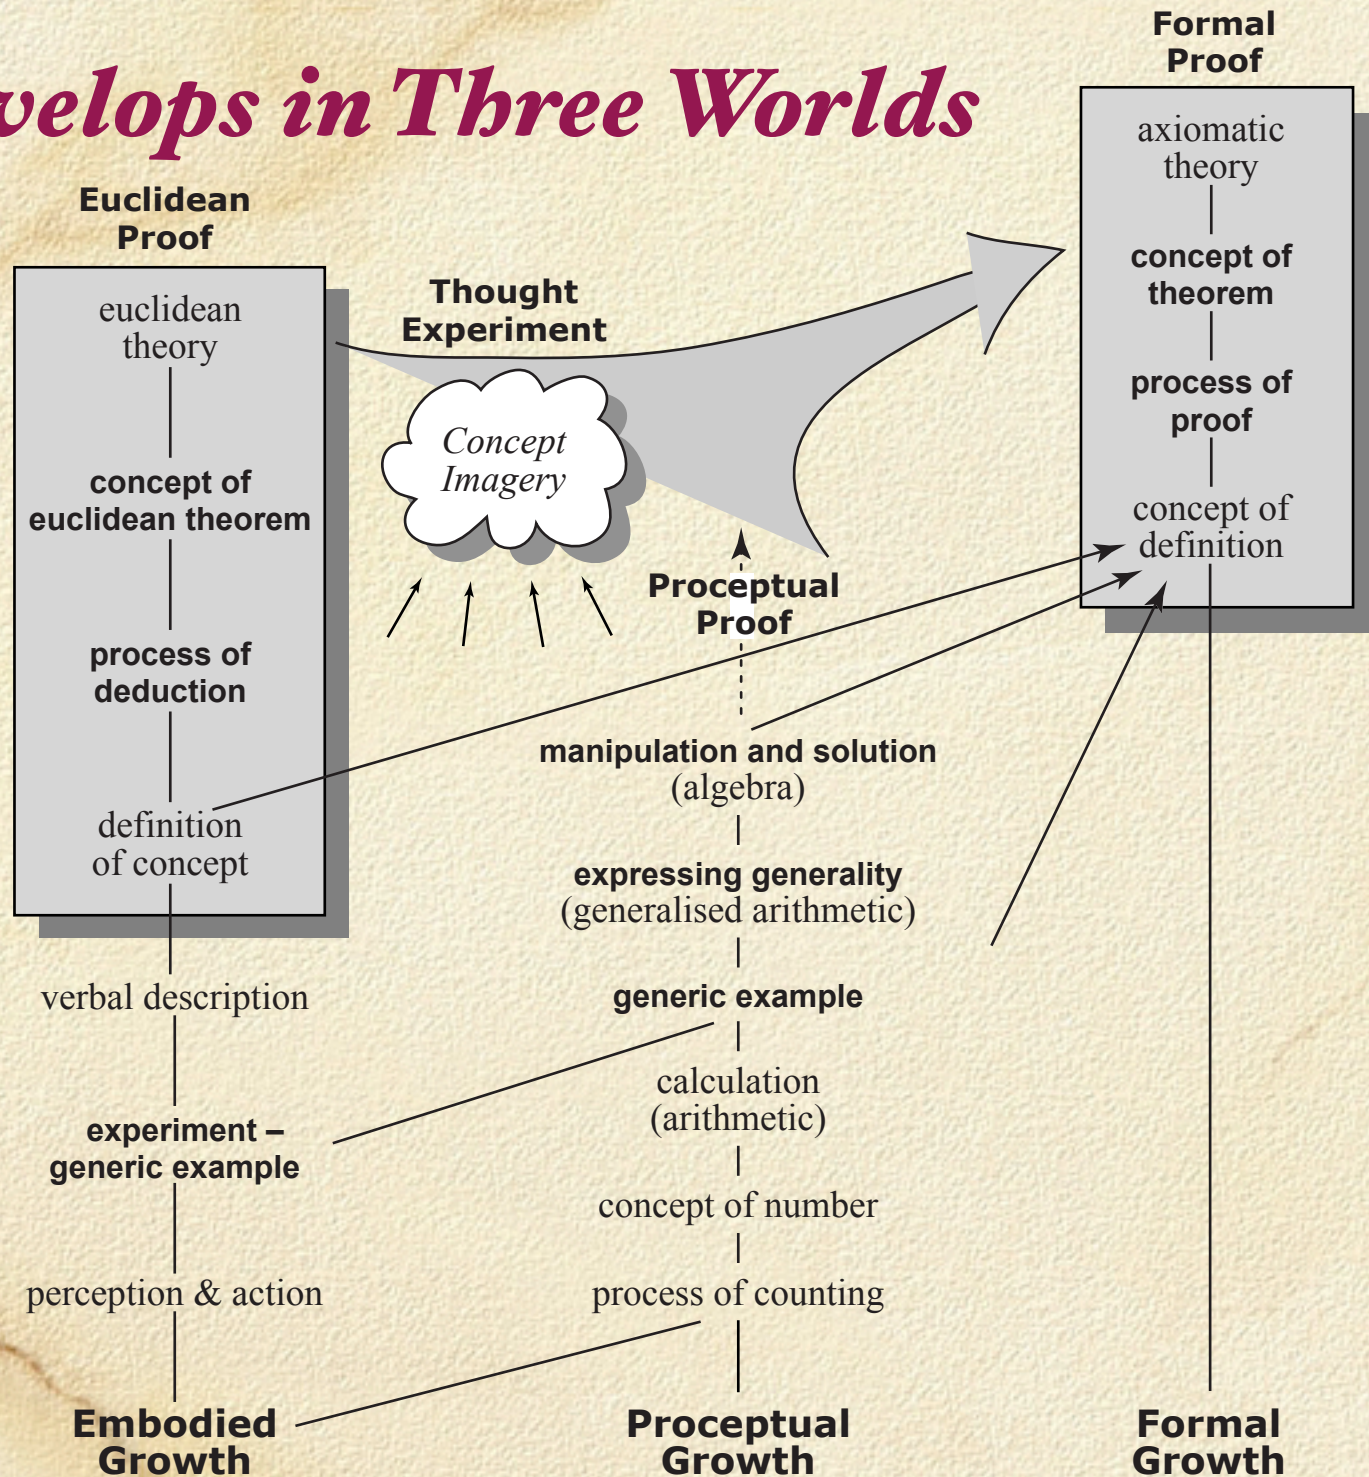 velops in Three Worlds
Euclidean
Proof
euclidean
theory
concept of
euclidean theorem
process of
deduction
definition
of concept
verbal description
experiment –
generic example
perception & action
Embodied
Growth
Thought
Experiment
Concept
Imagery
Proceptual
Proof
manipulation and solution
(algebra)
expressing generality
(generalised arithmetic)
generic example
calculation
(arithmetic)
concept of number
process of counting
Proceptual
Growth
Formal
Proof
axiomatic
theory
concept of
theorem
process of
proof
concept of
definition
Formal
Growth